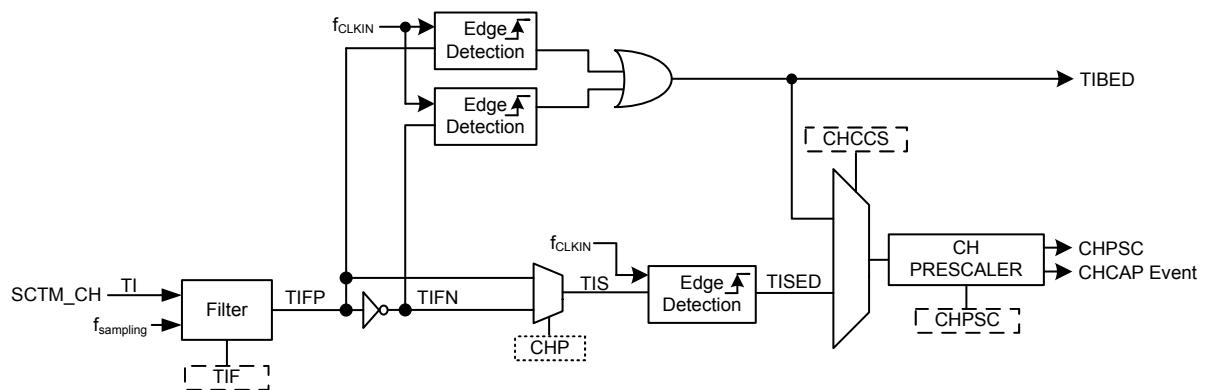 fCLKIN
Edge
Detection
Edge
Detection
TIBED
CHCCS
fCLKIN
CH
PRESCALER
CHPSC
CHCAP Event
SCTM_CH
TI
Filter
TIFP
TIFN
TIS
Edge
Detection
TISED
fsampling
CHPSC
CHP
TIF